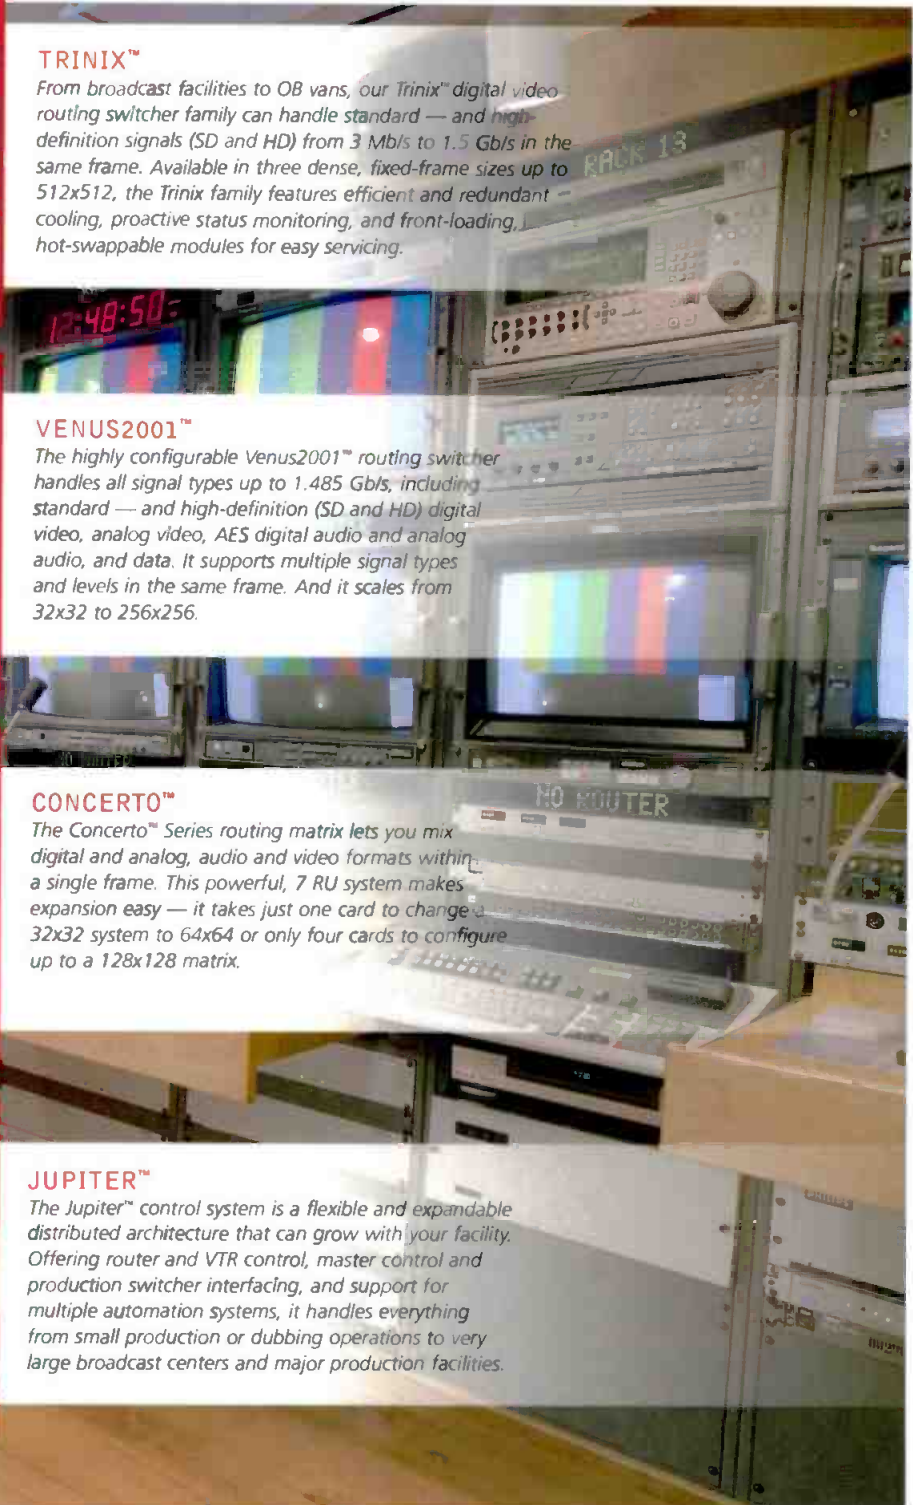 TRINIX™
From broadcast facilities to OB vans, our Trinix™ digital video
routing switcher family can handle standard — and high-
definition signals (SD and HD) from 3 Mb/s to 1.5 Gb/s in the
same frame. Available in three dense, fixed-frame sizes up to
512x512, the Trinix family features efficient and redundant
cooling, proactive status monitoring, and front-loading,
hot-swappable modules for easy servicing.
RACK 13
12:48:50
VENUS2001™
The highly configurable Venus2001™ routing switcher
handles all signal types up to 1.485 Gb/s, including
standard — and high-definition (SD and HD) digital
video, analog video, AES digital audio and analog
audio, and data. It supports multiple signal types
and levels in the same frame. And it scales from
32x32 to 256x256.
CONCERTO™
The Concerto™ Series routing matrix lets you mix
digital and analog, audio and video formats within
a single frame. This powerful, 7 RU system makes
expansion easy — it takes just one card to change a
32x32 system to 64x64 or only four cards to configure
up to a 128x128 matrix.
MO ROUTER
JUPITER™
The Jupiter™ control system is a flexible and expandable
distributed architecture that can grow with your facility.
Offering router and VTR control, master control and
production switcher interfacing, and support for
multiple automation systems, it handles everything
from small production or dubbing operations to very
large broadcast centers and major production facilities.